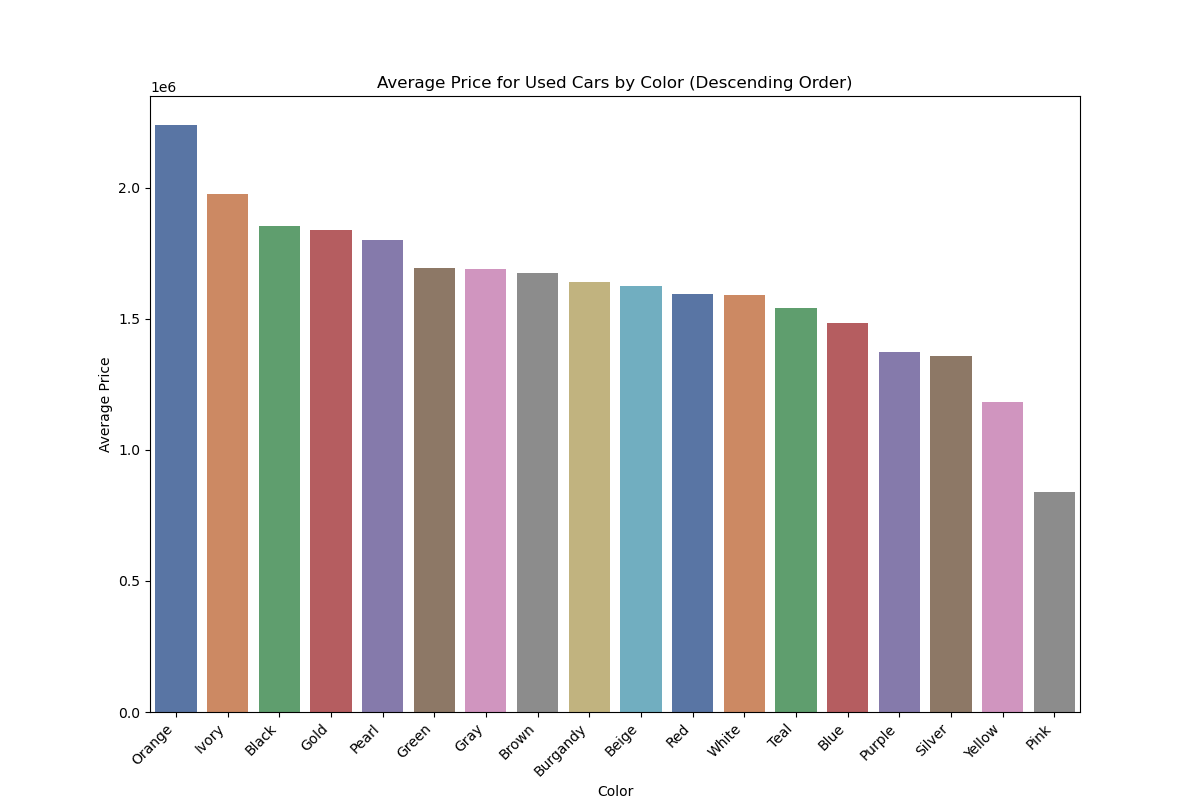 Average Price for Used Cars by Color (Descending Order)
1e6
2.0
1.5
1.0
0.5
0.0
Average Price
Orange
Ivory
Black
Gold
Pearl
Green
Gray
Brown
Burgandy
Beige
Red
White
Teal
Blue
Purple
Silver
Yellow
Pink
Color